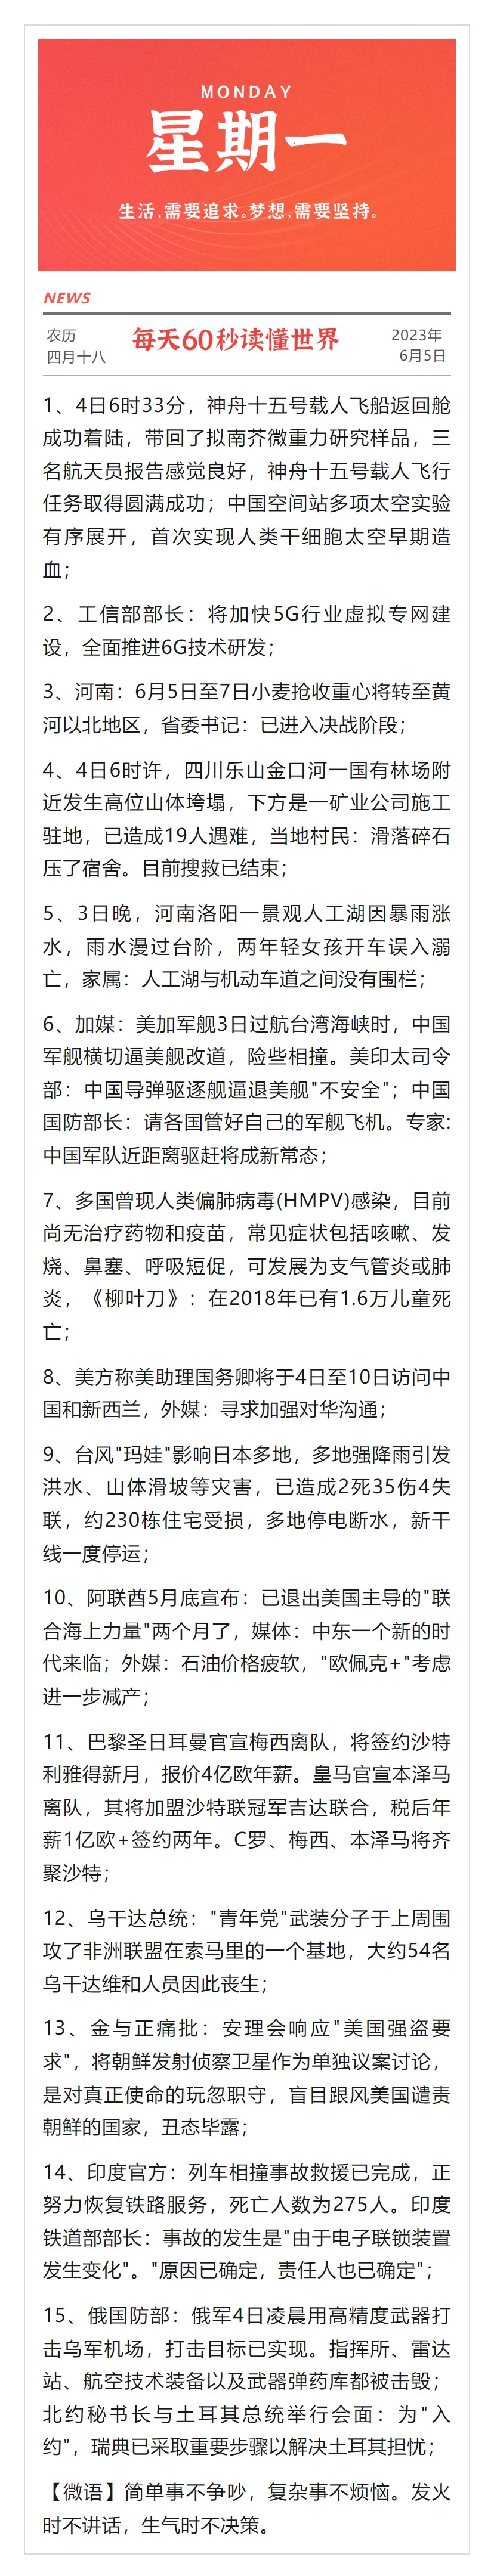 MONDAY
星期一
生活,需要追求。梦想,需要坚持。
NEWS
农历
四月十八
每天60秒读懂世界
2023年
6月5日
1、4日6时33分，神舟十五号载人飞船返回舱
成功着陆，带回了拟南芥微重力研究样品，三
名航天员报告感觉良好，神舟十五号载人飞行
任务取得圆满成功；中国空间站多项太空实验
有序展开，首次实现人类干细胞太空早期造
血；
2、工信部部长：将加快5G行业虚拟专网建
设，全面推进6G技术研发；
3、河南：6月5日至7日小麦抢收重心将转至黄
河以北地区，省委书记：已进入决战阶段；
4、4日6时许，四川乐山金口河一国有林场附
近发生高位山体垮塌，下方是一矿业公司施工
驻地，已造成19人遇难，当地村民：滑落碎石
压了宿舍。目前搜救已结束；
5、3日晚，河南洛阳一景观人工湖因暴雨涨
水，雨水漫过台阶，两年轻女孩开车误入溺
亡，家属：人工湖与机动车道之间没有围栏；
6、加媒：美加军舰3日过航台湾海峡时，中国
军舰横切逼美舰改道，险些相撞。美印太司令
部：中国导弹驱逐舰逼退美舰"不安全"；中国
国防部长：请各国管好自己的军舰飞机。专家:
中国军队近距离驱赶将成新常态；
7、多国曾现人类偏肺病毒(HMPV)感染，目前
尚无治疗药物和疫苗，常见症状包括咳嗽、发
烧、鼻塞、呼吸短促，可发展为支气管炎或肺
炎，《柳叶刀》：在2018年已有1.6万儿童死
亡；
8、美方称美助理国务卿将于4日至10日访问中
国和新西兰，外媒：寻求加强对华沟通；
9、台风"玛娃"影响日本多地，多地强降雨引发
洪水、山体滑坡等灾害，已造成2死35伤4失
联，约230栋住宅受损，多地停电断水，新干
线一度停运；
10、阿联酋5月底宣布：已退出美国主导的"联
合海上力量"两个月了，媒体：中东一个新的时
代来临；外媒：石油价格疲软，"欧佩克+"考虑
进一步减产；
11、巴黎圣日耳曼官宣梅西离队，将签约沙特
利雅得新月，报价4亿欧年薪。皇马官宣本泽马
离队，其将加盟沙特联冠军吉达联合，税后年
薪1亿欧+签约两年。C罗、梅西、本泽马将齐
聚沙特；
12、乌干达总统："青年党"武装分子于上周围
攻了非洲联盟在索马里的一个基地，大约54名
乌干达维和人员因此丧生；
13、金与正痛批：安理会响应"美国强盗要
求"，将朝鲜发射侦察卫星作为单独议案讨论，
是对真正使命的玩忽职守，盲目跟风美国谴责
朝鲜的国家，丑态毕露；
14、印度官方：列车相撞事故救援已完成，正
努力恢复铁路服务，死亡人数为275人。印度
铁道部部长：事故的发生是"由于电子联锁装置
发生变化"。"原因已确定，责任人也已确定"；
15、俄国防部：俄军4日凌晨用高精度武器打
击乌军机场，打击目标已实现。指挥所、雷达
站、航空技术装备以及武器弹药库都被击毁；
北约秘书长与土耳其总统举行会面：为"入
约"，瑞典已采取重要步骤以解决土耳其担忧；
【微语】简单事不争吵，复杂事不烦恼。发火
时不讲话，生气时不决策。